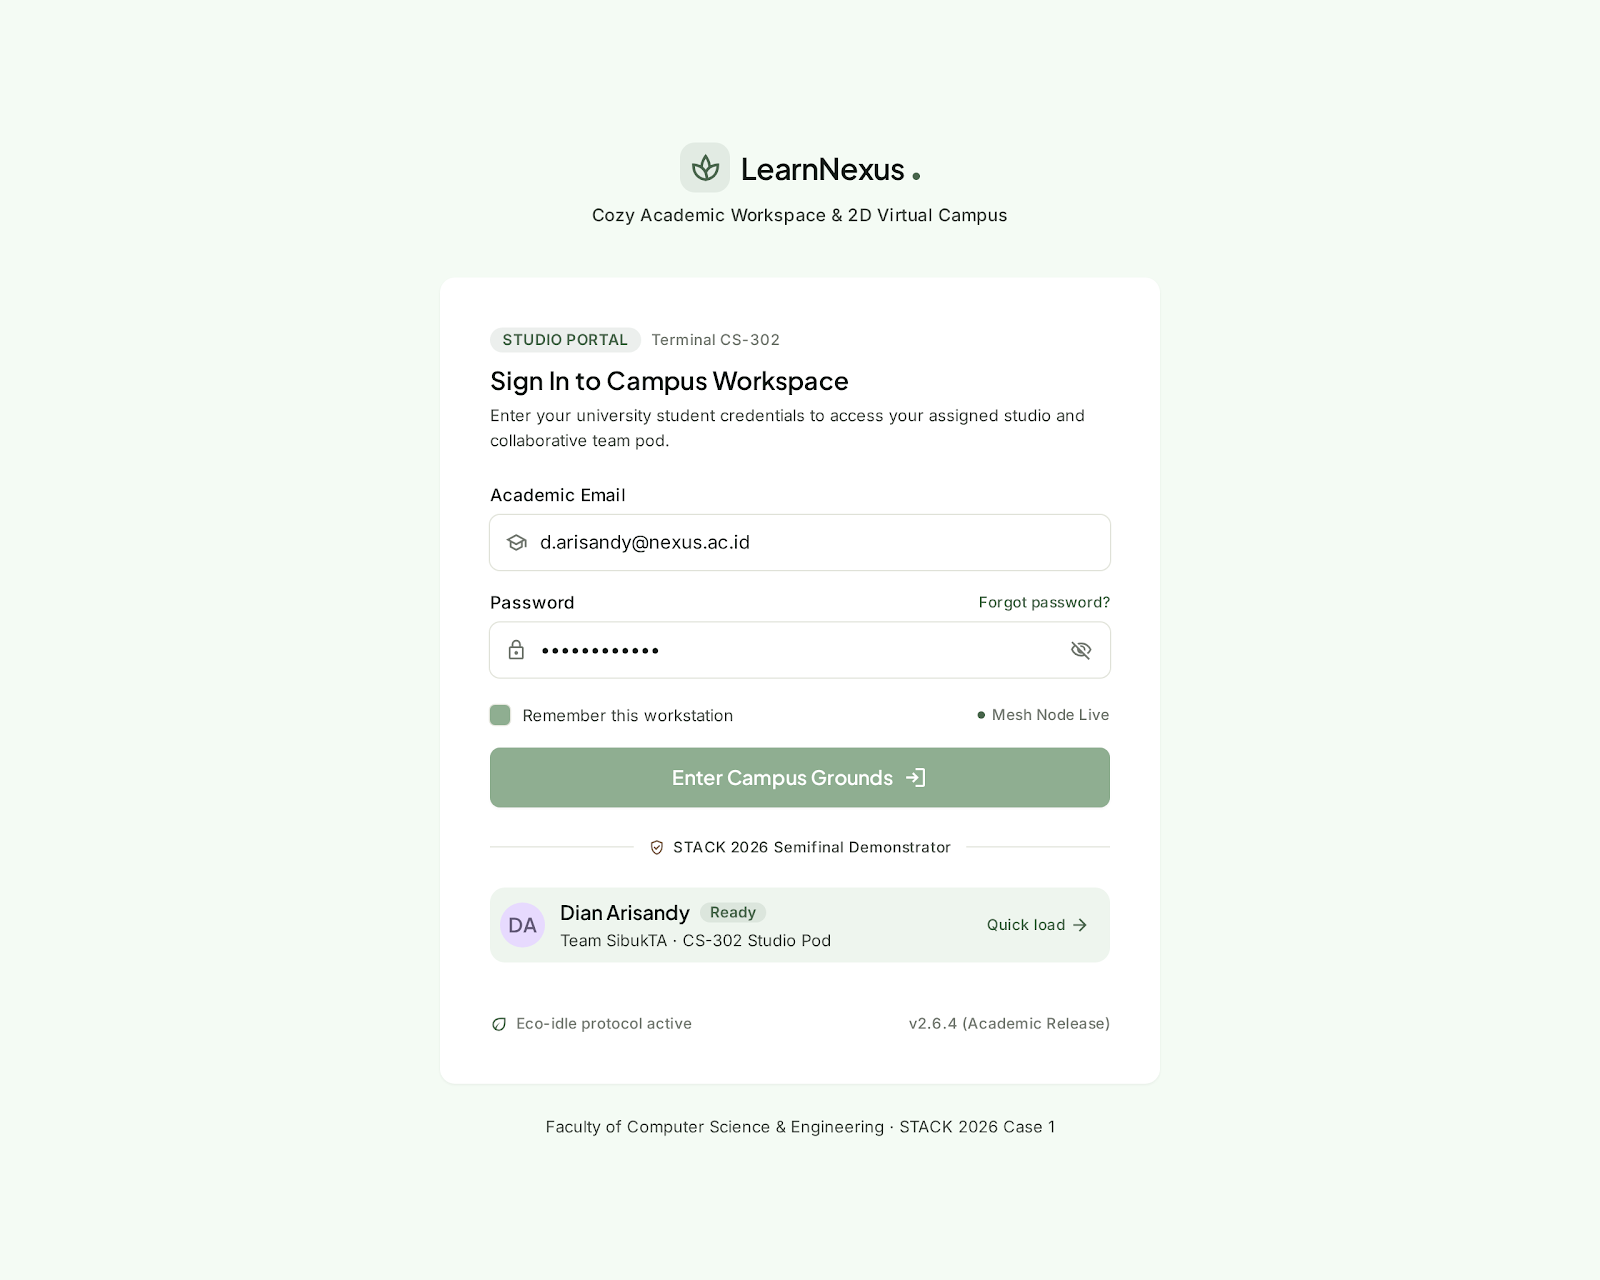 LearnNexus.
Cozy Academic Workspace & 2D Virtual Campus
STUDIO PORTAL Terminal CS-302
Sign In to Campus Workspace
Enter your university student credentials to access your assigned studio and
collaborative team pod.
Academic Email
d.arisandy@nexus.ac.id
Password Forgot password?
••••••••••••
Remember this workstation • Mesh Node Live
Enter Campus Grounds
STACK 2026 Semifinal Demonstrator
DA Dian Arisandy Ready
Team SibukTA · CS-302 Studio Pod
Quick load →
Eco-idle protocol active v2.6.4 (Academic Release)
Faculty of Computer Science & Engineering · STACK 2026 Case 1